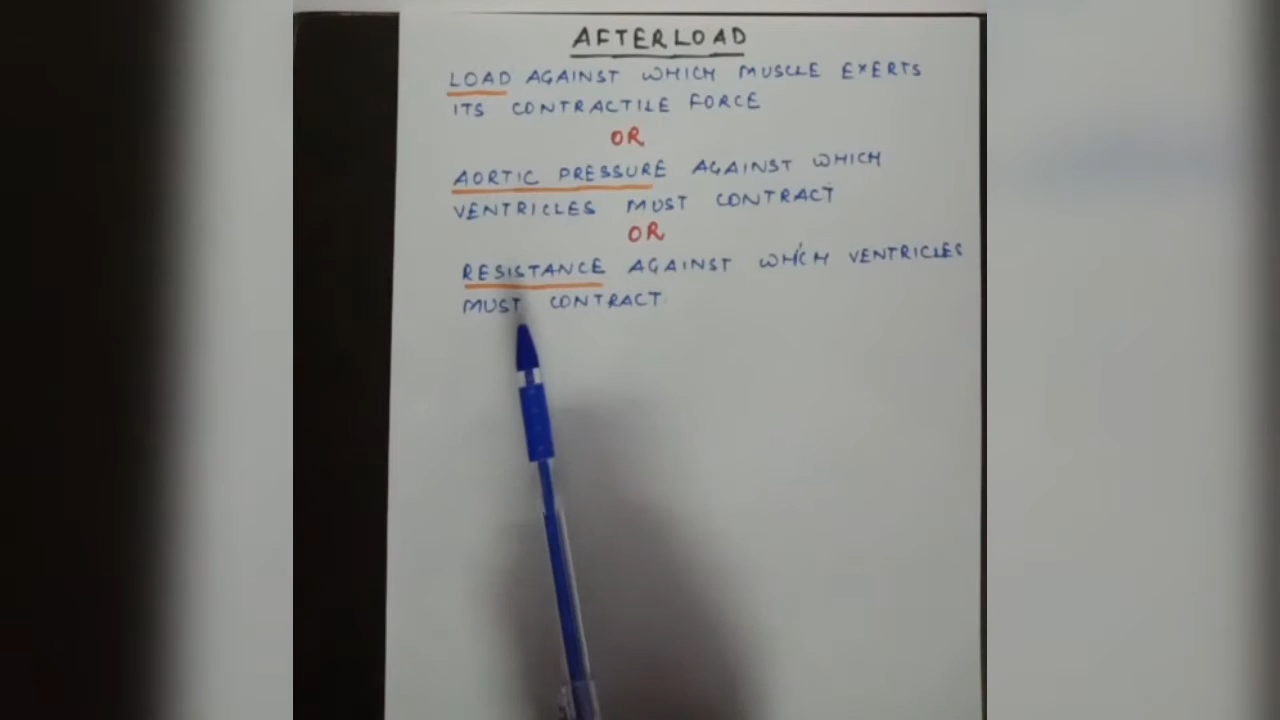 AFTERLOAD
LOAD AGAINST WHICH MUSCLE EXERTS
ITS CONTRACTILE FORCE
OR
AORTIC PRESSURE AGAINST WHICH
VENTRICLES MUST CONTRACT
OR
RESISTANCE AGAINST WHICH VENTRICLES
MUST CONTRACT